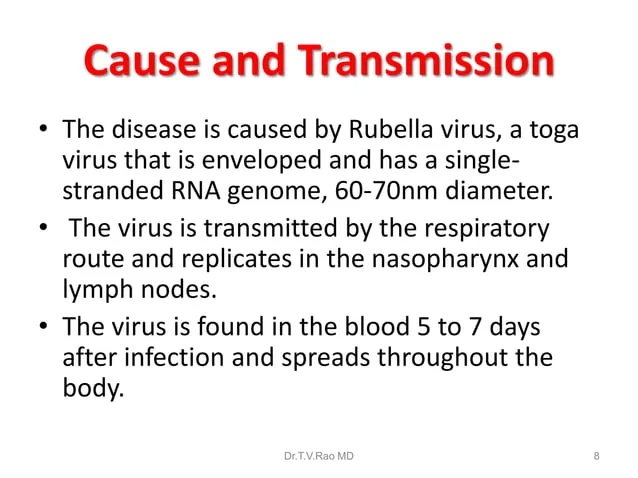 Cause and Transmission
• The disease is caused by Rubella virus, a toga
virus that is enveloped and has a single-
stranded RNA genome, 60-70nm diameter.
• The virus is transmitted by the respiratory
route and replicates in the nasopharynx and
lymph nodes.
• The virus is found in the blood 5 to 7 days
after infection and spreads throughout the
body.
Dr.T.V.Rao MD
8